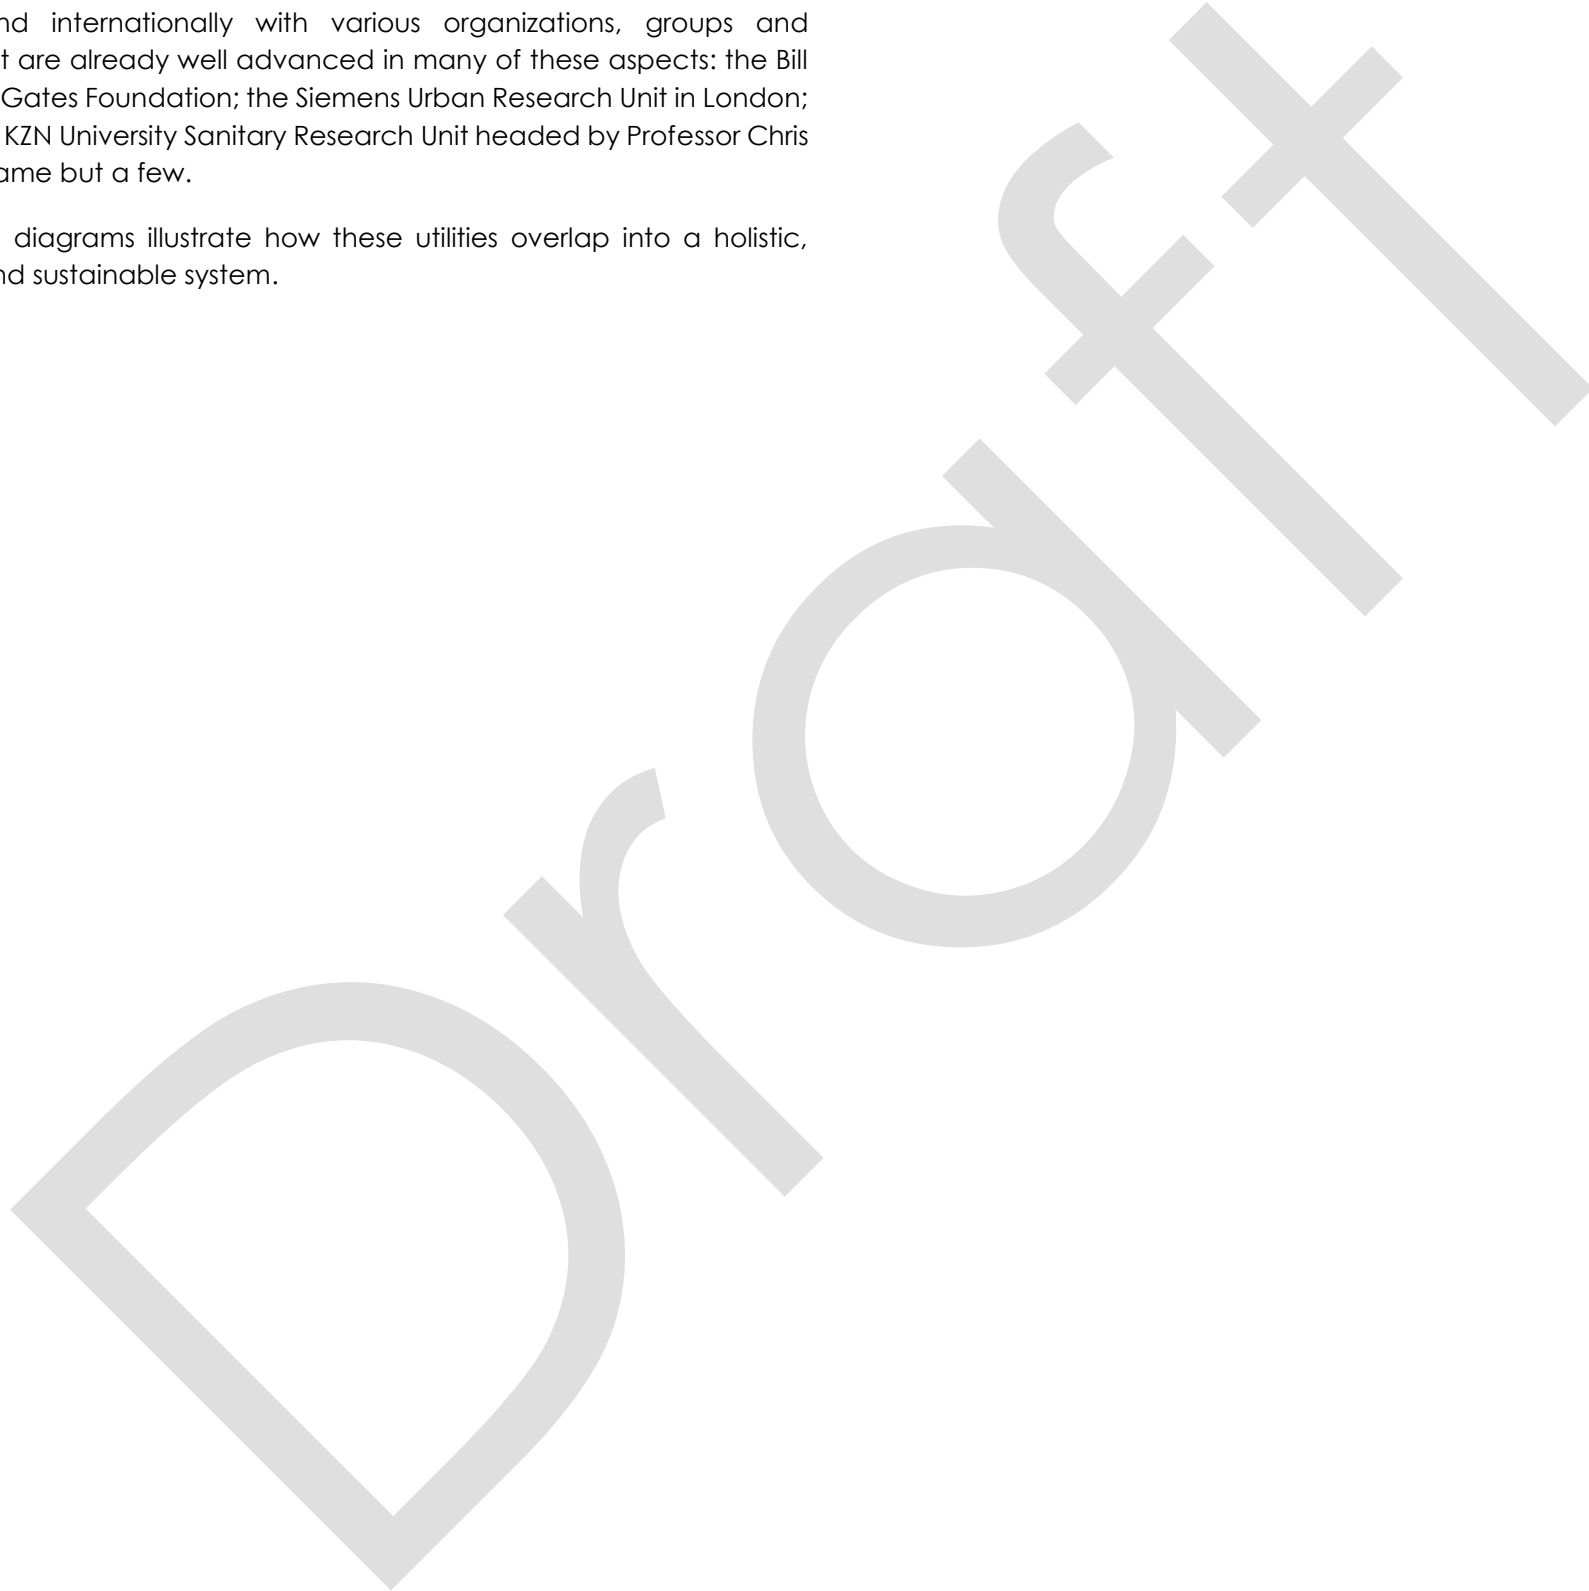 nd internationally with various organizations, groups and
t are already well advanced in many of these aspects: the Bill
Gates Foundation; the Siemens Urban Research Unit in London;
KZN University Sanitary Research Unit headed by Professor Chris
ame but a few.
diagrams illustrate how these utilities overlap into a holistic,
nd sustainable system.
Draft